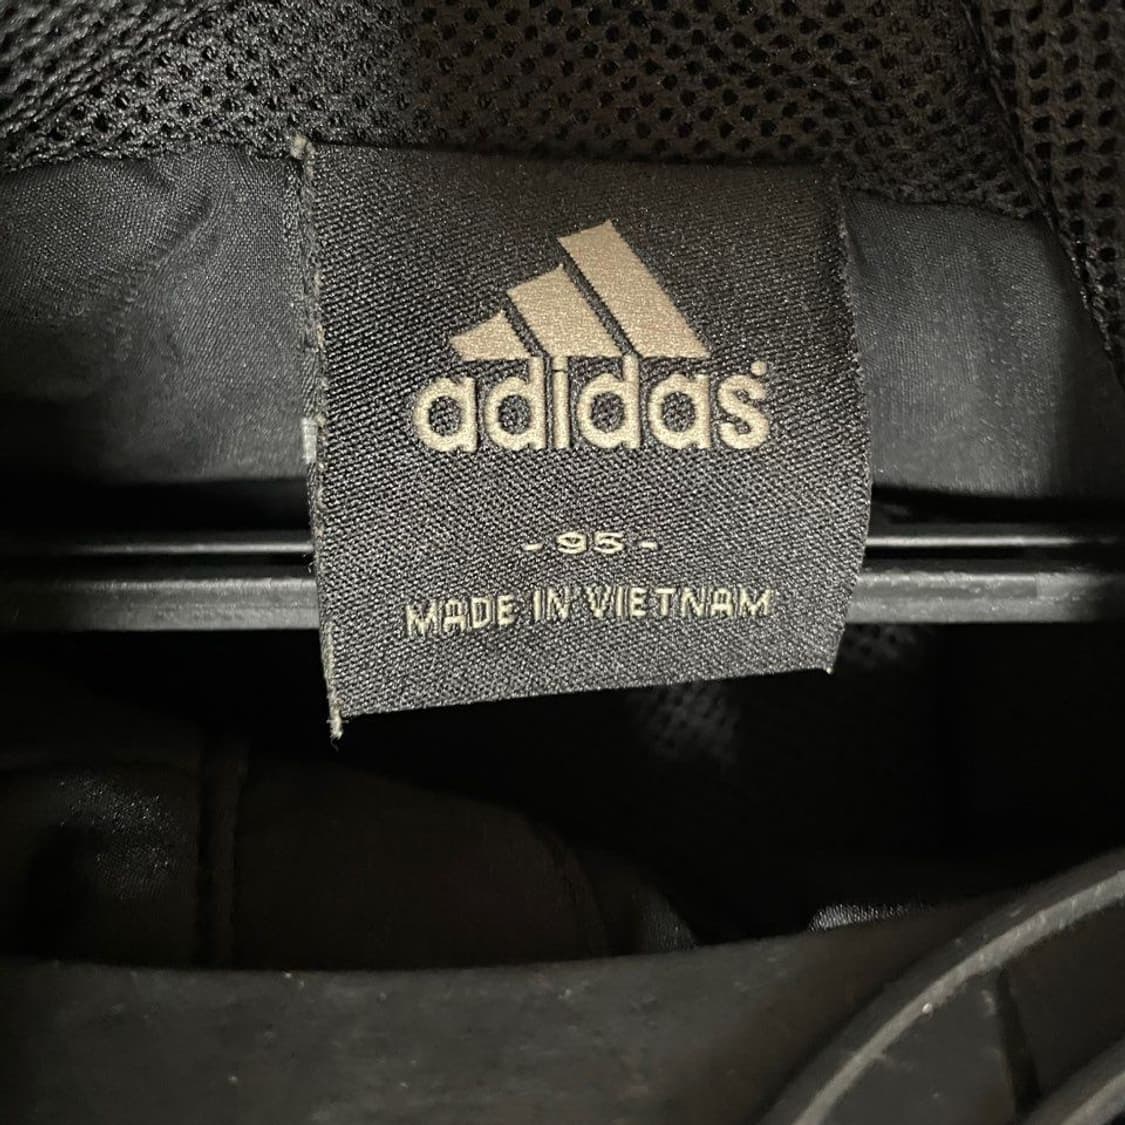 adidas
- 95 -
MADE IN VIETNAM